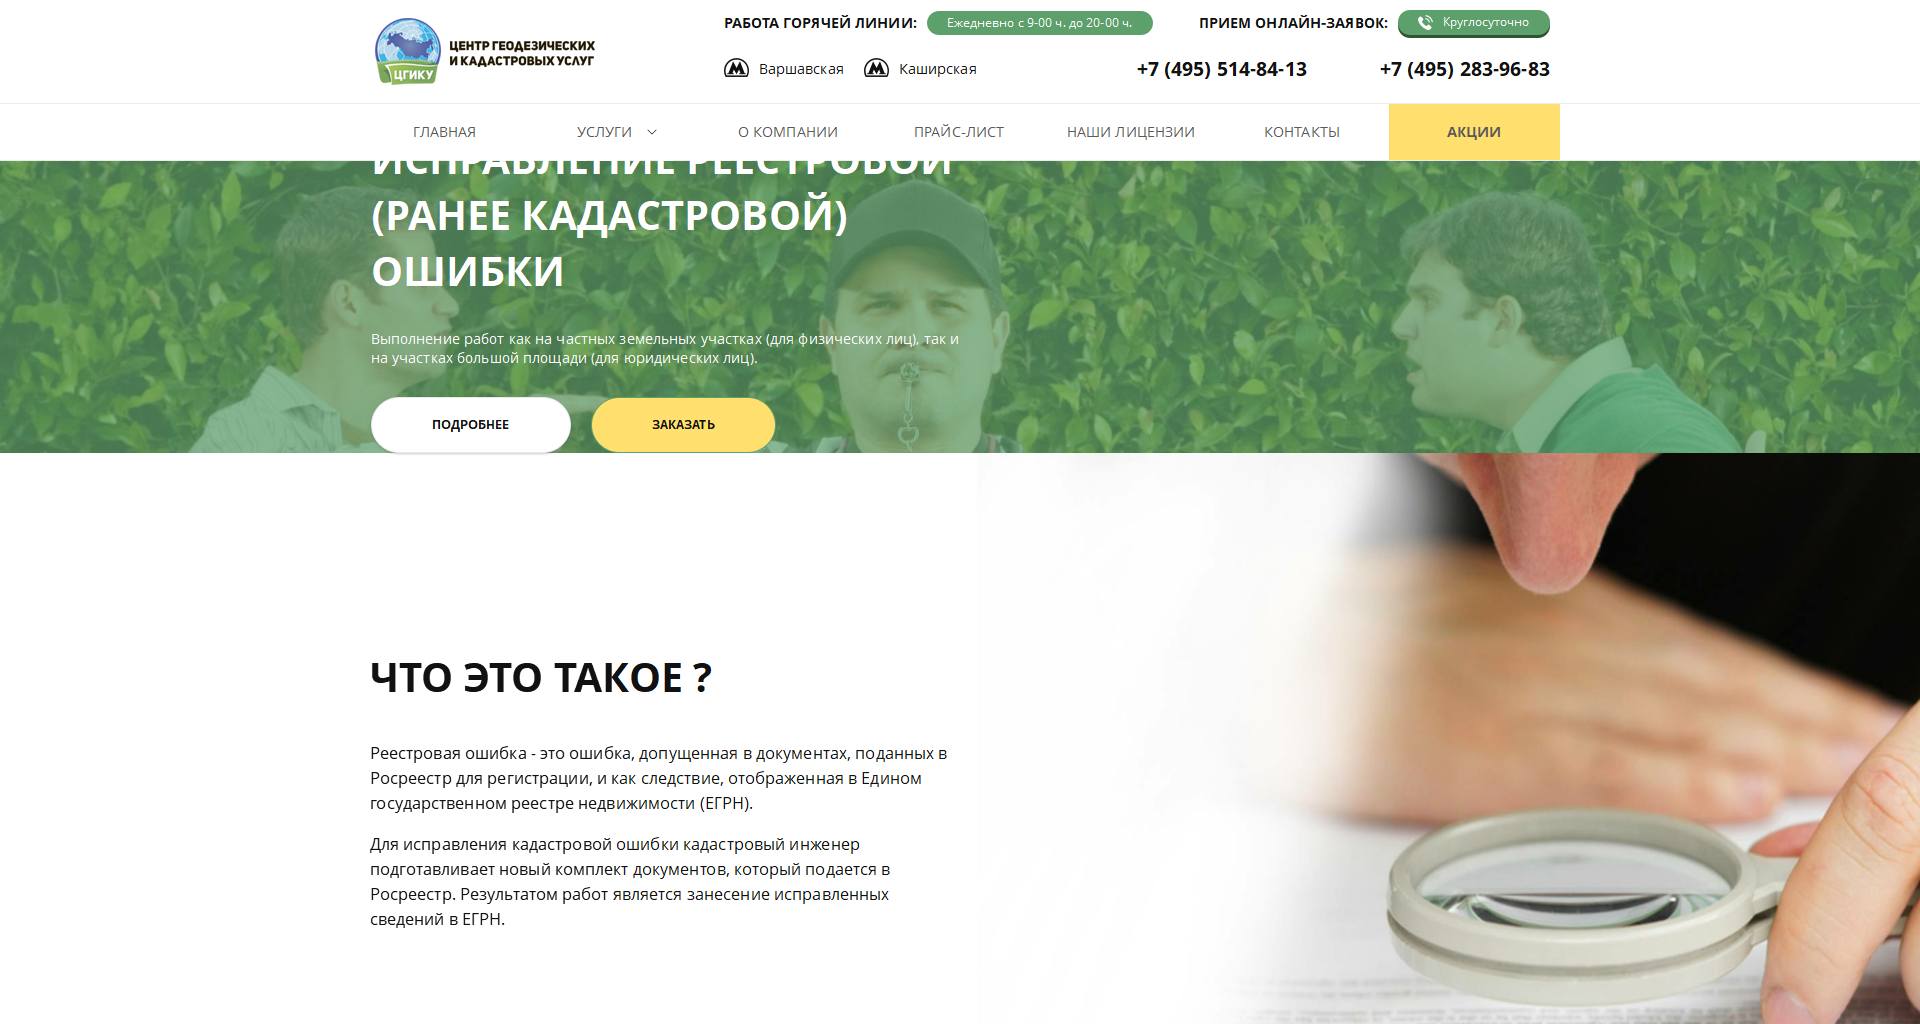 ЦЕНТР ГЕОДЕЗИЧЕСКИХ
И КАДАСТРОВЫХ УСЛУГ
ЦГИКУ
РАБОТА ГОРЯЧЕЙ ЛИНИИ: Ежедневно с 9-00 ч. до 20-00 ч. ПРИЕМ ОНЛАЙН-ЗАЯВОК: Круглосуточно
Варшавская Каширская +7 (495) 514-84-13 +7 (495) 283-96-83
ГЛАВНАЯ УСЛУГИ О КОМПАНИИ ПРАЙС-ЛИСТ НАШИ ЛИЦЕНЗИИ КОНТАКТЫ АКЦИИ
ИСПРАВЛЕНИЕ РЕЕСТРОВОЙ
(РАНЕЕ КАДАСТРОВОЙ)
ОШИБКИ
Выполнение работ как на частных земельных участках (для физических лиц), так и
на участках большой площади (для юридических лиц).
ПОДРОБНЕЕ ЗАКАЗАТЬ
ЧТО ЭТО ТАКОЕ ?
Реестровая ошибка - это ошибка, допущенная в документах, поданных в
Росреестр для регистрации, и как следствие, отображенная в Едином
государственном реестре недвижимости (ЕГРН).
Для исправления кадастровой ошибки кадастровый инженер
подготавливает новый комплект документов, который подается в
Росреестр. Результатом работ является занесение исправленных
сведений в ЕГРН.